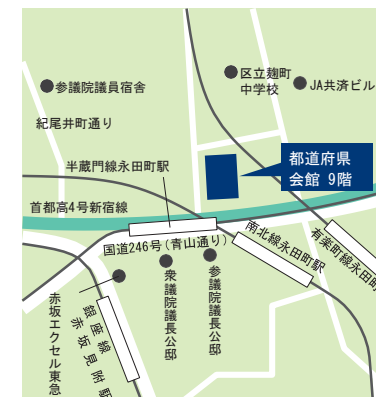 区立麹町
中学校
参議院議員宿舎
JA共済ビル
紀尾井町通り
都道府県
会館 9階
半蔵門線永田町駅
首都高4号新宿線
国道246号(青山通り)
南北線永田町駅
有楽町線永田町
参議院議長公邸
衆議院議長公邸
銀座線
赤坂見附駅
赤坂エクセル東急